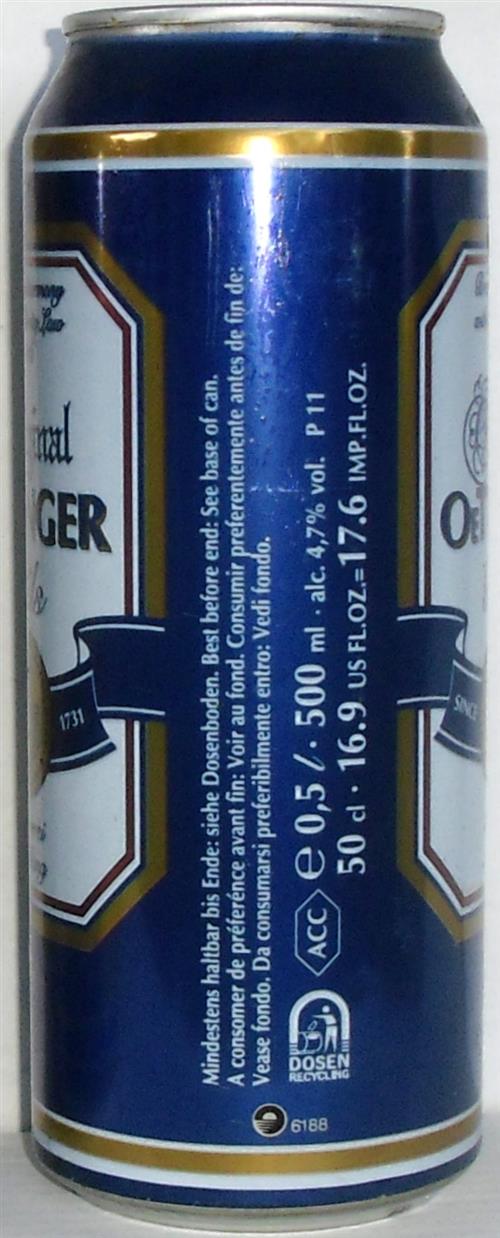 Mindestens haltbar bis Ende: siehe Dosenboden. Best before end: See base of can.
A consomer de préférence avant fin: Voir au fond. Consumir preferentemente antes de fin de:
Vease fondo. Da consumarsi preferibilmente entro: Vedi fondo.
ACC e 0,5 l · 500 ml · alc. 4,7% vol. P 11
50 cl · 16.9 US FL.OZ.=17.6 IMP.FL.OZ.
DOSEN
RECYCLING
6188
GER
1731
SINCE